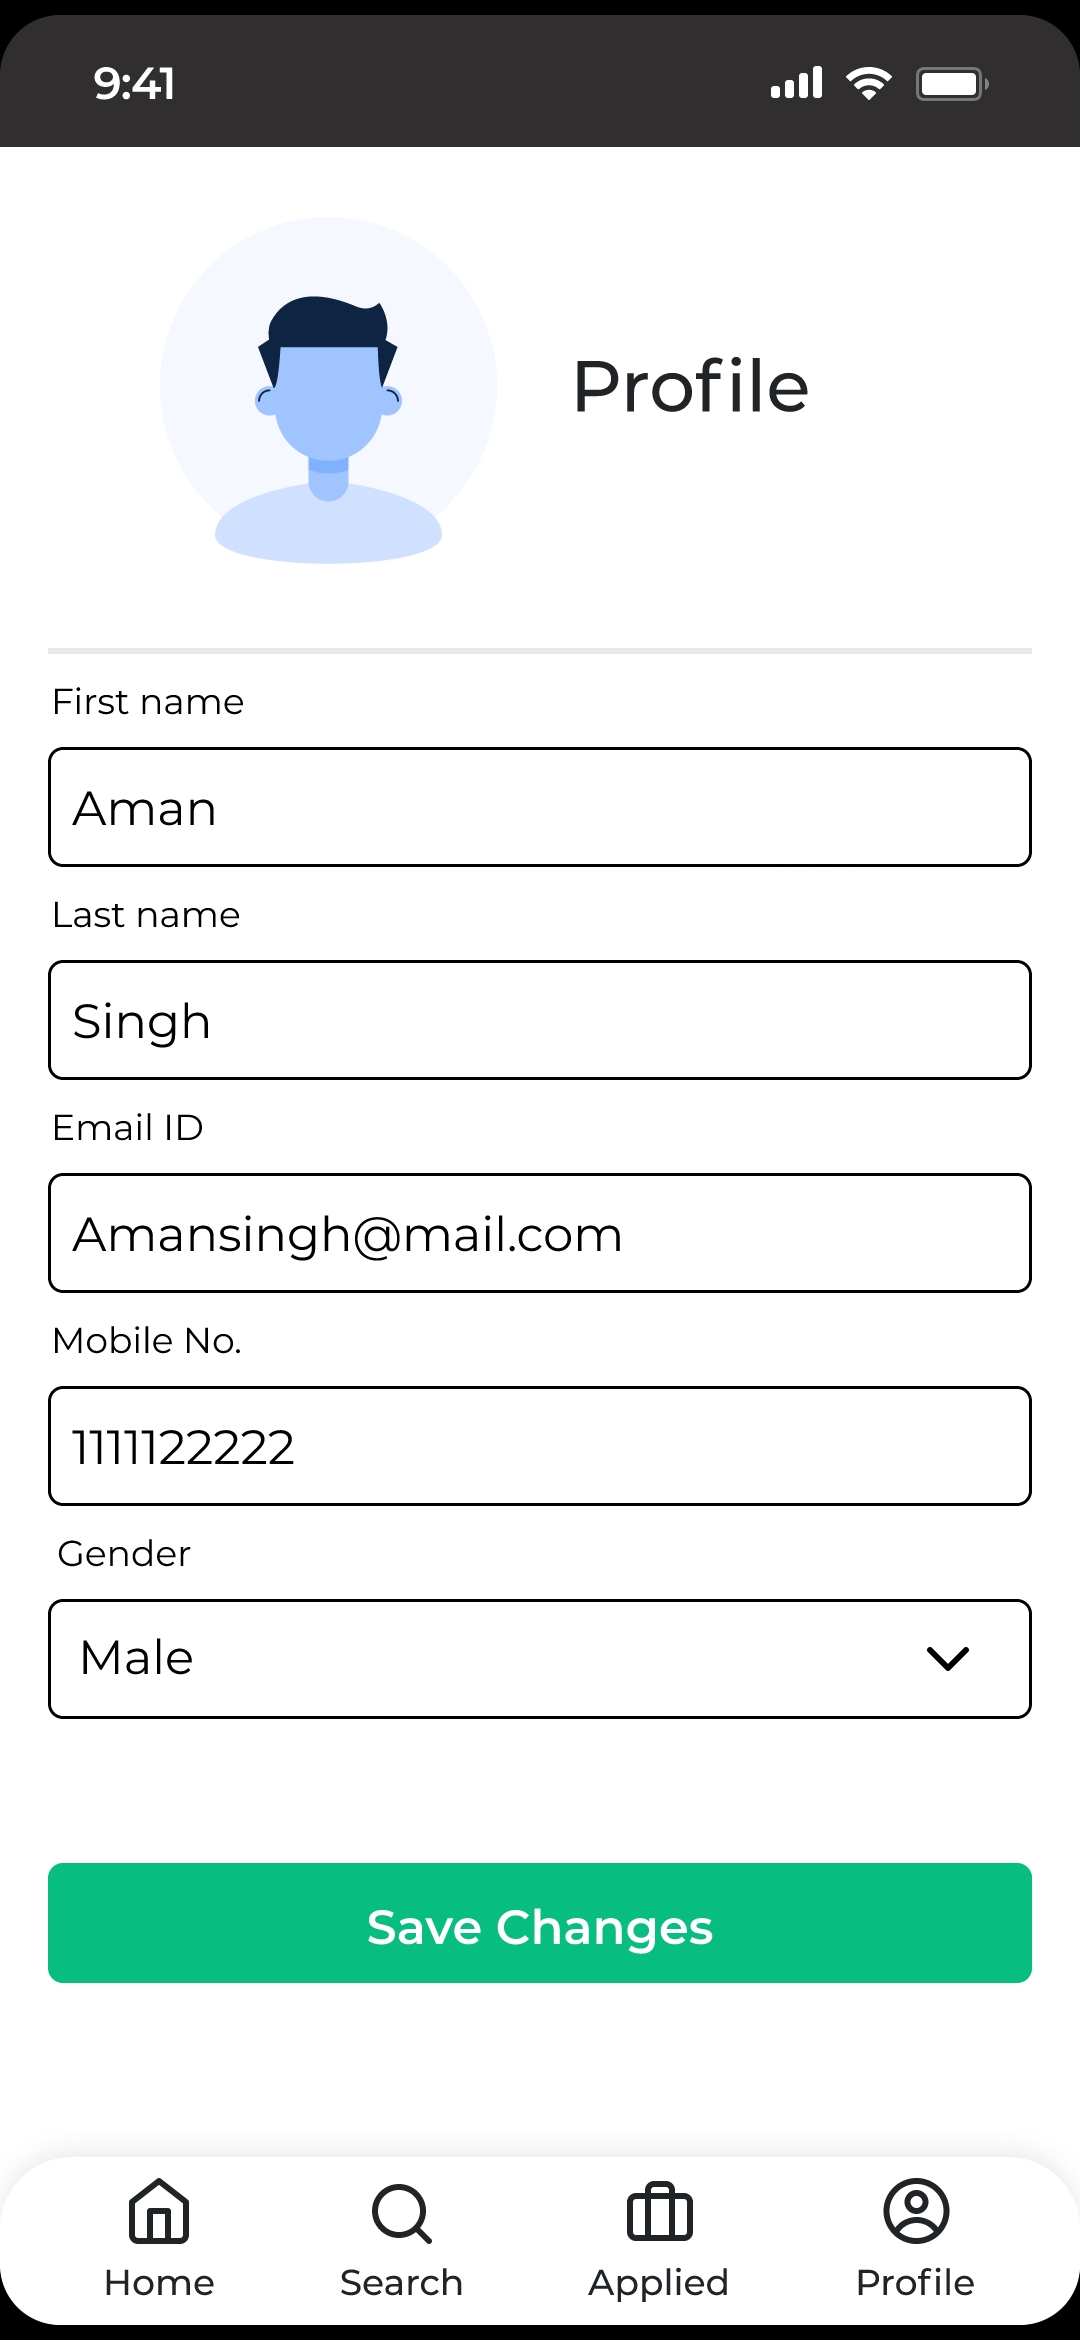 9:41
Profile
First name
Aman
Last name
Singh
Email ID
Amansingh@mail.com
Mobile No.
1111122222
Gender
Male
Save Changes
Home Search Applied Profile